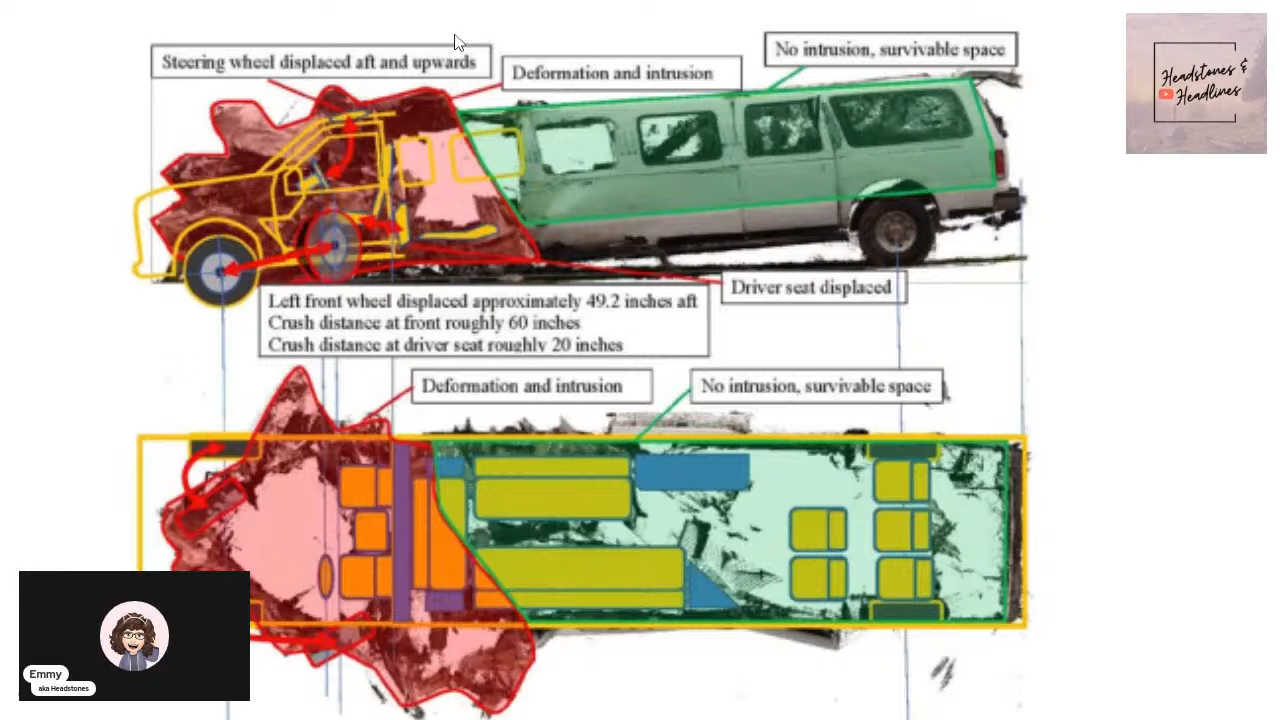 Steering wheel displaced aft and upwards
Deformation and intrusion
No intrusion, survivable space
Headstones &
Headlines
Driver seat displaced
Left front wheel displaced approximately 49.2 inches aft
Crush distance at front roughly 60 inches
Crush distance at driver seat roughly 20 inches
Deformation and intrusion
No intrusion, survivable space
Emmy
aka Headstones